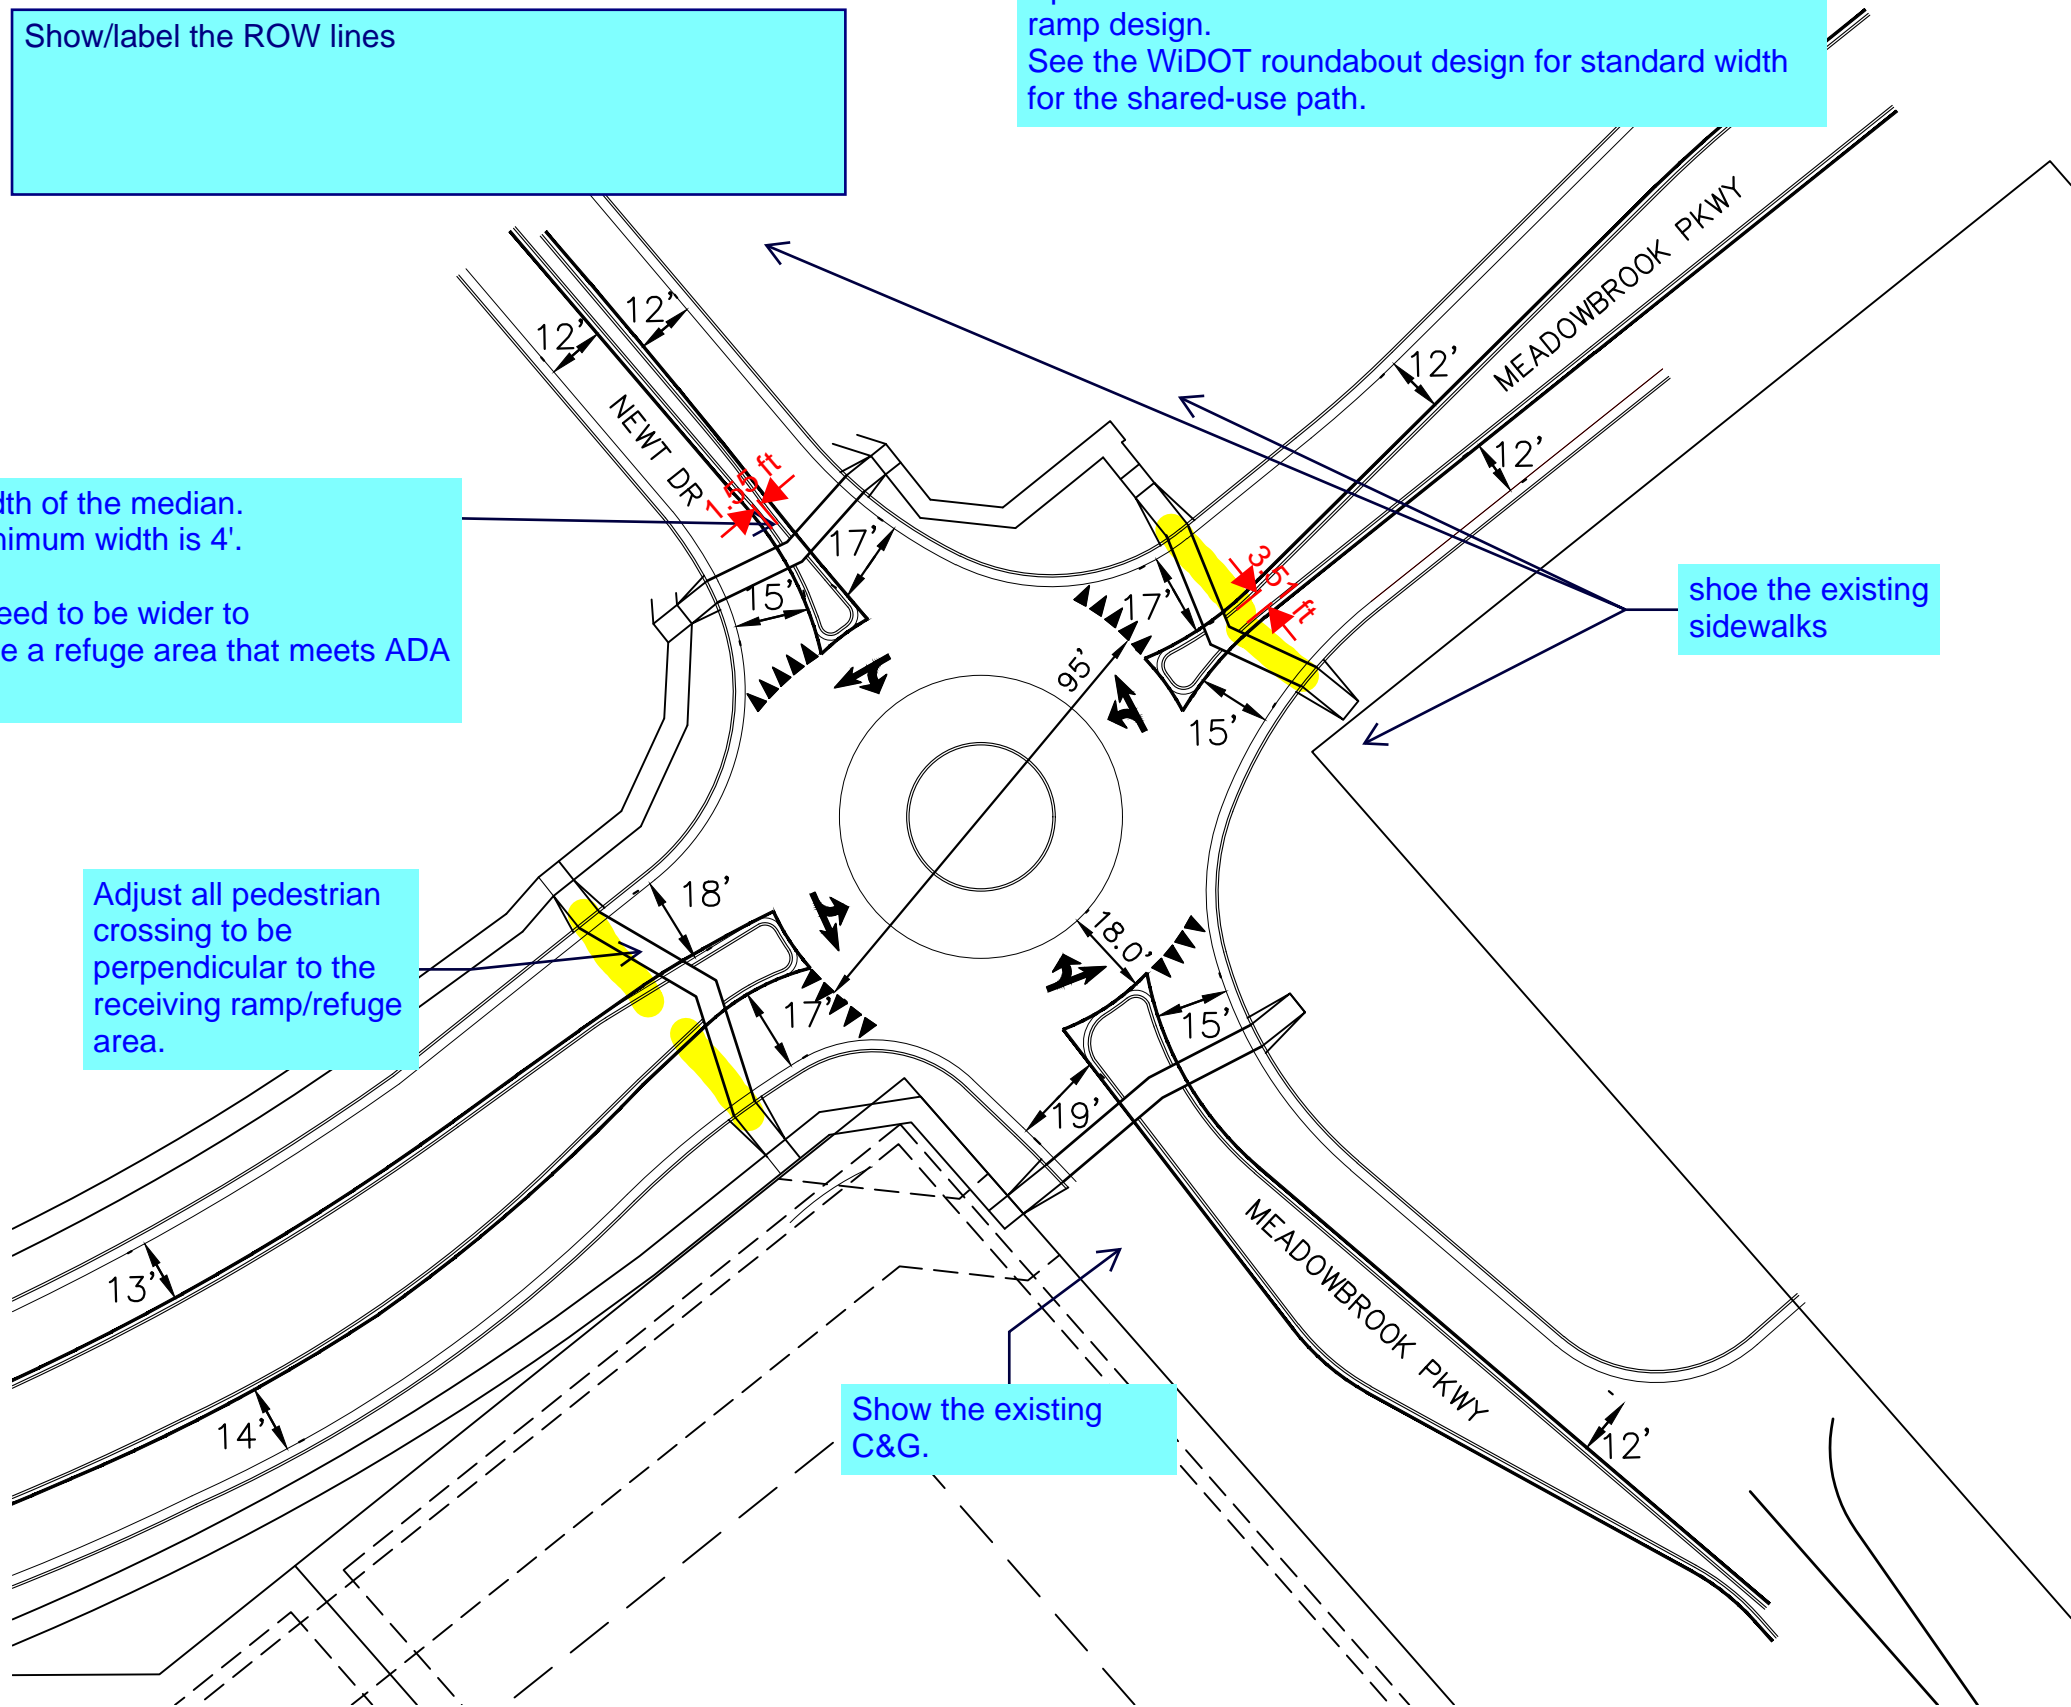 Show/label the ROW lines
ramp design.
See the WiDOT roundabout design for standard width
for the shared-use path.
MEADOWBROOK PKWY
12'
12'
12'
12'
NEWT DR
1.55 ft
of the median.
width is 4'.
to be wider to
a refuge area that meets ADA
17'
15'
17'
3.51 ft
15'
95'
shoe the existing
sidewalks
Adjust all pedestrian
crossing to be
perpendicular to the
receiving ramp/refuge
area.
18'
17'
18.0'
15'
19'
MEADOWBROOK PKWY
13'
14'
12'
Show the existing
C&G.